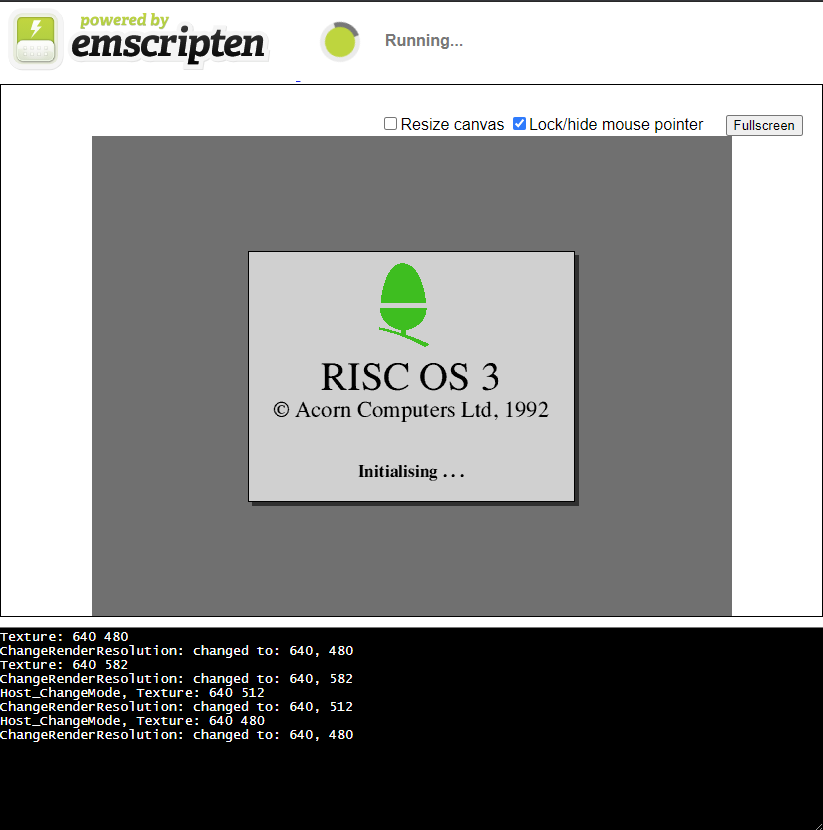 powered by
emscripten
Running...
Resize canvas Lock/hide mouse pointer Fullscreen
RISC OS 3
© Acorn Computers Ltd, 1992
Initialising . . .
Texture: 640 480
ChangeRenderResolution: changed to: 640, 480
Texture: 640 582
ChangeRenderResolution: changed to: 640, 582
Host_ChangeMode, Texture: 640 512
ChangeRenderResolution: changed to: 640, 512
Host_ChangeMode, Texture: 640 480
ChangeRenderResolution: changed to: 640, 480